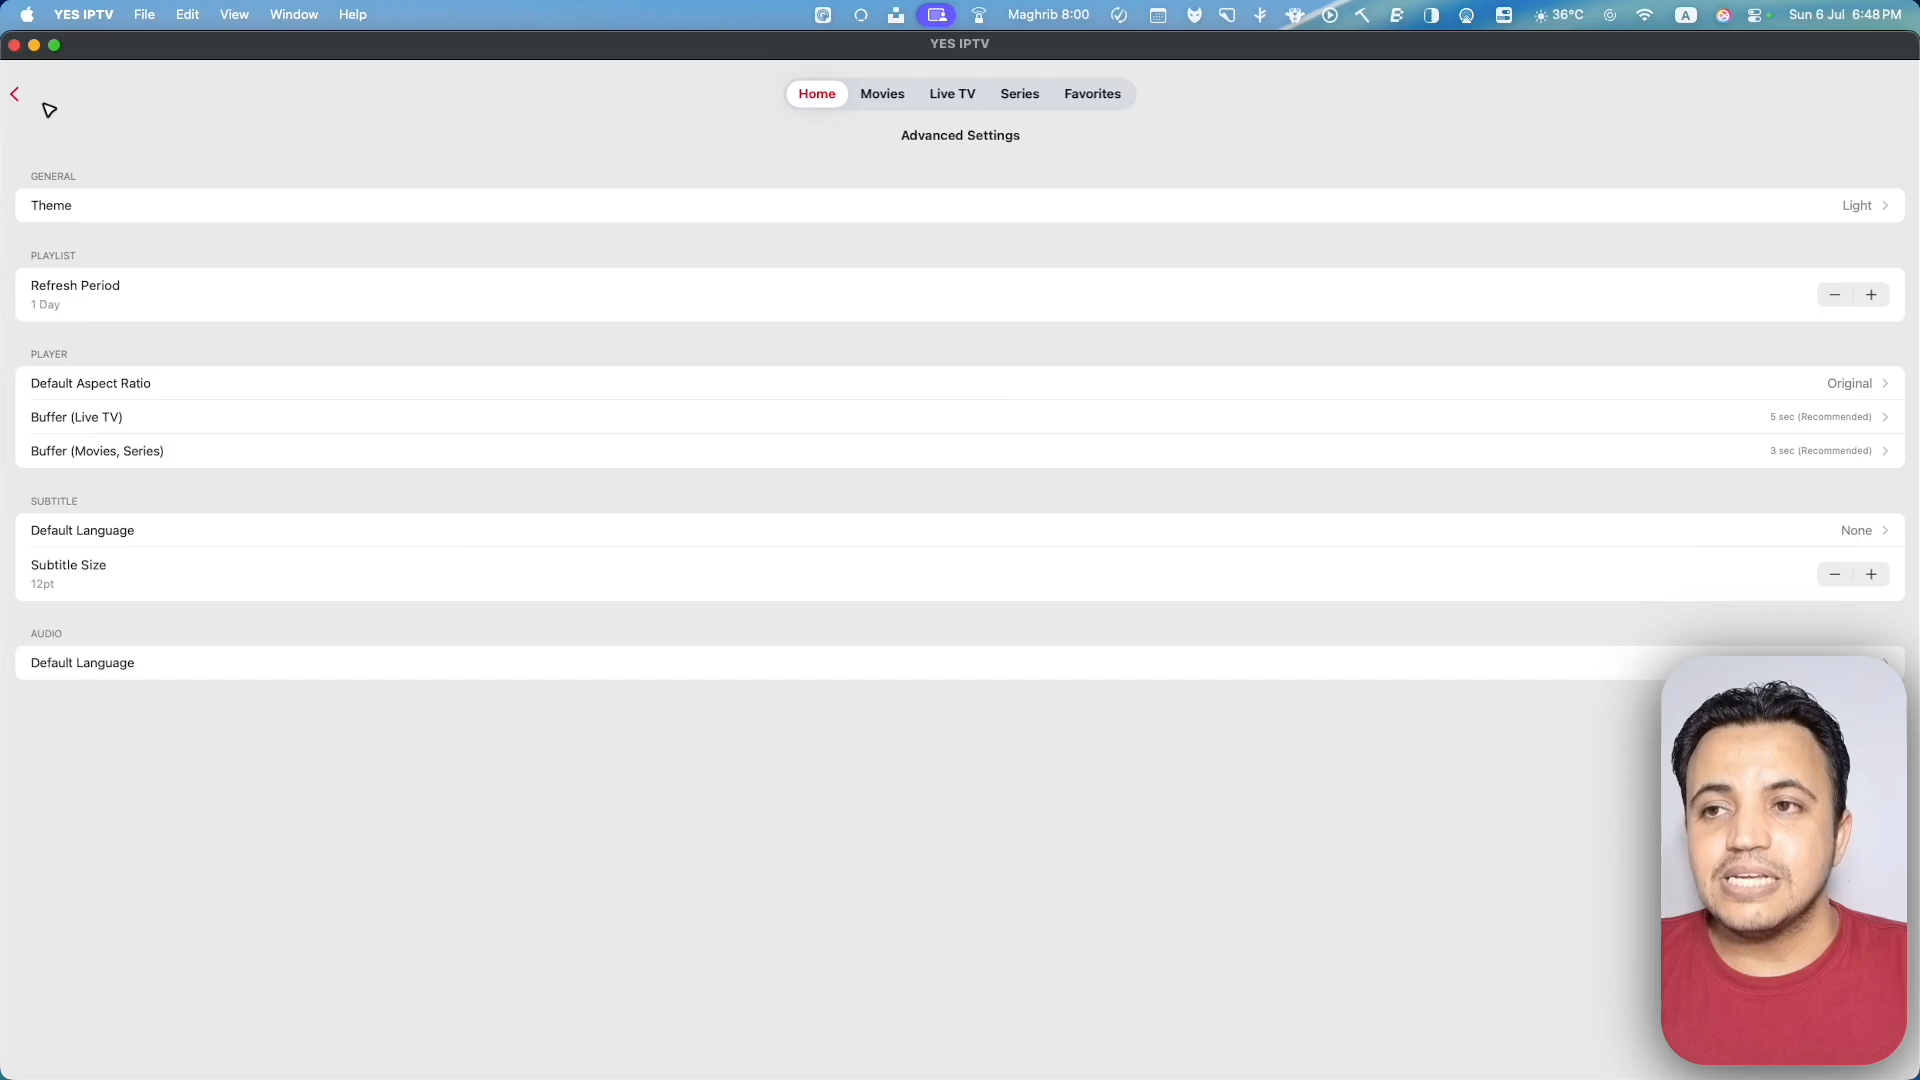 YES IPTV File Edit View Window Help Maghrib 8:00 A 36°C Sun 6 Jul 6:48 PM
YES IPTV
Home Movies Live TV Series Favorites
Advanced Settings
GENERAL
Theme Light
PLAYLIST
Refresh Period
1 Day
PLAYER
Default Aspect Ratio Original
Buffer (Live TV) 5 sec (Recommended)
Buffer (Movies, Series) 3 sec (Recommended)
SUBTITLE
Default Language None
Subtitle Size
12pt
AUDIO
Default Language